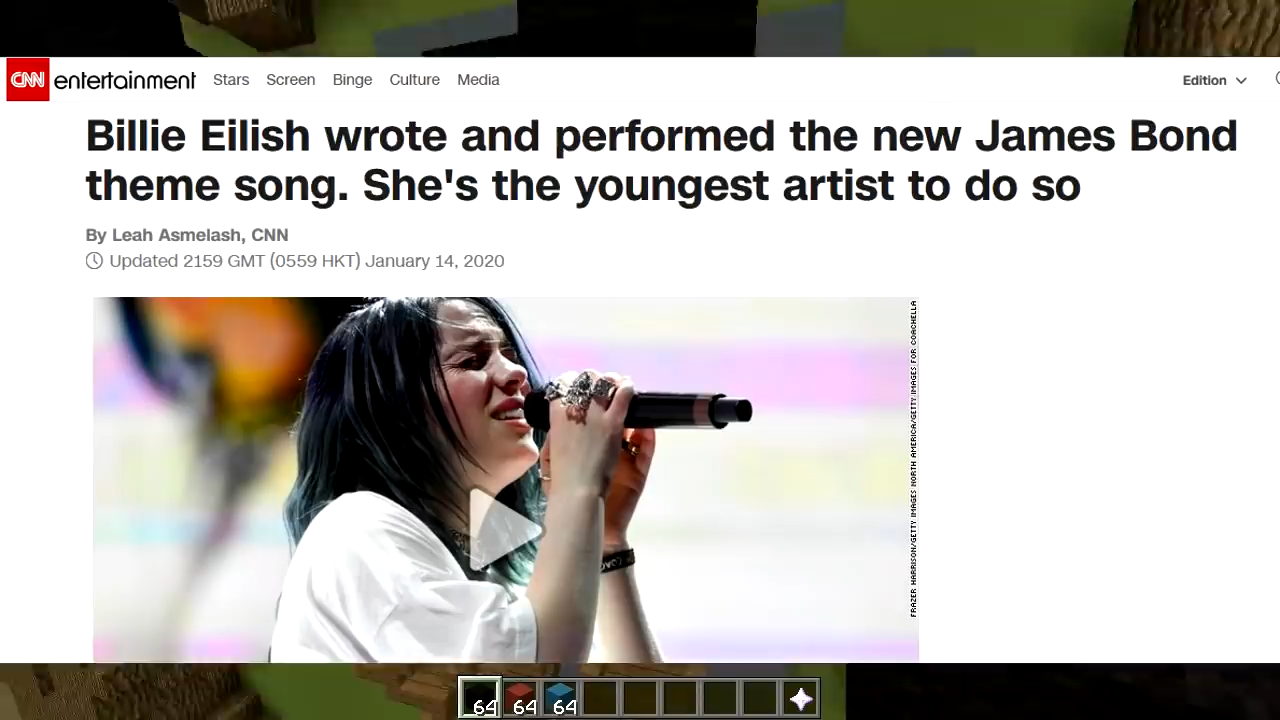 CNN entertainment Stars Screen Binge Culture Media Edition
Billie Eilish wrote and performed the new James Bond
theme song. She's the youngest artist to do so
By Leah Asmelash, CNN
Updated 2159 GMT (0559 HKT) January 14, 2020
FRAZER HARRISON/GETTY IMAGES NORTH AMERICA/GETTY IMAGES FOR COACHELLA
64 64 64